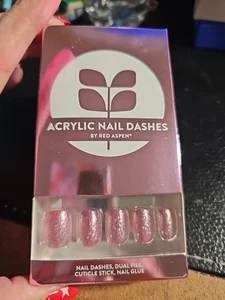 ACRYLIC NAIL DASHES
BY RED ASPEN®
NAIL DASHES, DUAL FILE,
CUTICLE STICK, NAIL GLUE